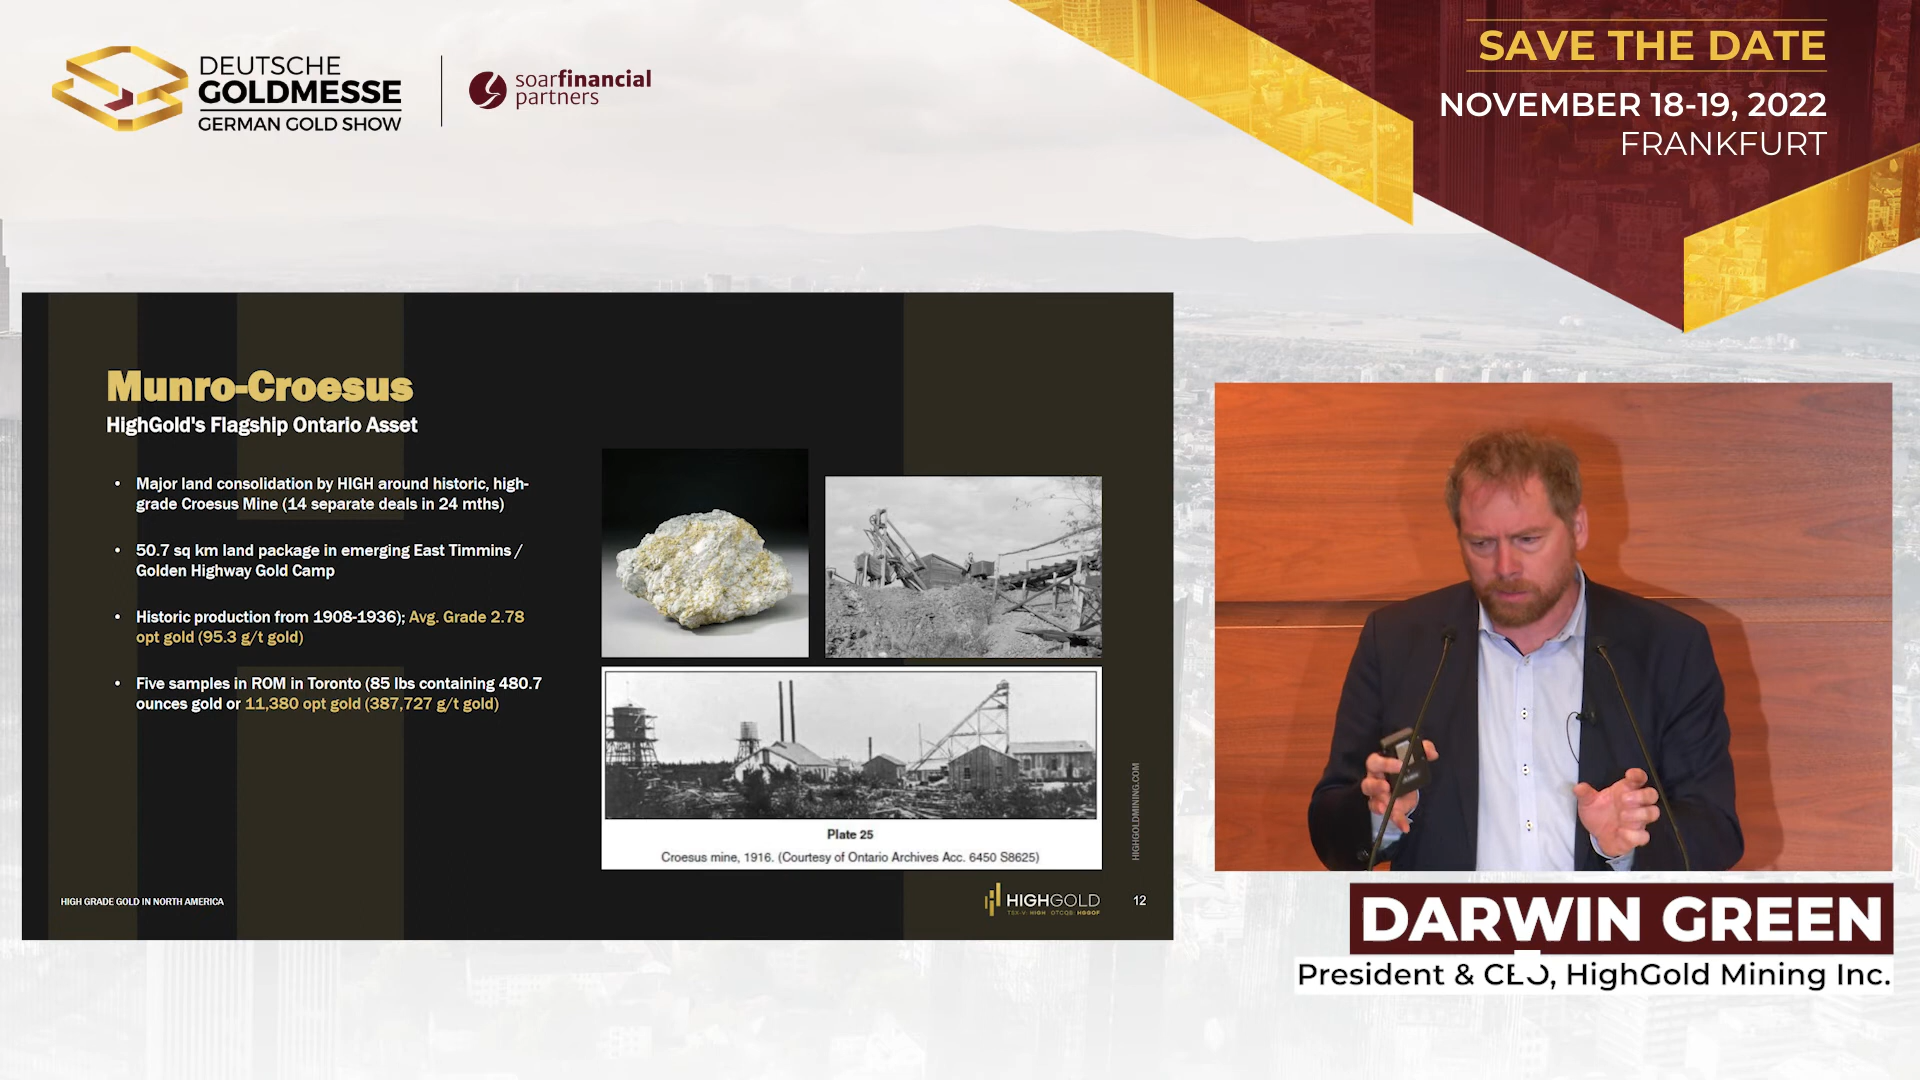 DEUTSCHE
GOLDMESSE
GERMAN GOLD SHOW
soarfinancial
partners
SAVE THE DATE
NOVEMBER 18-19, 2022
FRANKFURT
Munro-Croesus
HighGold's Flagship Ontario Asset
• Major land consolidation by HIGH around historic, high-
grade Croesus Mine (14 separate deals in 24 mths)
• 50.7 sq km land package in emerging East Timmins /
Golden Highway Gold Camp
• Historic production from 1908-1936); Avg. Grade 2.78
opt gold (95.3 g/t gold)
• Five samples in ROM in Toronto (85 lbs containing 480.7
ounces gold or 11,380 opt gold (387,727 g/t gold)
Plate 25
Croesus mine, 1916. (Courtesy of Ontario Archives Acc. 6450 S8625)
HIGHGOLDMINING.COM
HIGH GRADE GOLD IN NORTH AMERICA
HIGHGOLD
TSX-V: HIGH OTCQB: HGGOF
12
DARWIN GREEN
President & CEO, HighGold Mining Inc.